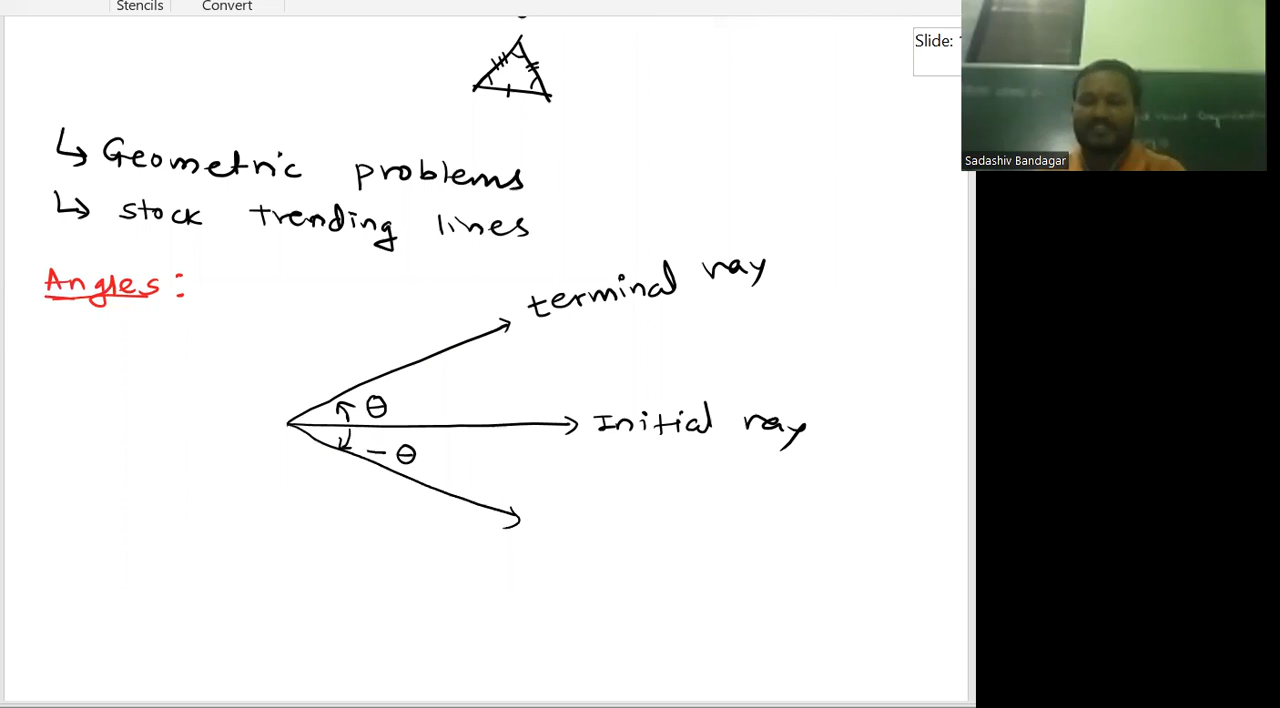 Stencils Convert
Slide:
Sadashiv Bandagar
↳ Geometric problems
↳ stock trending lines
Angles:
terminal ray
θ
Initial ray
- θ